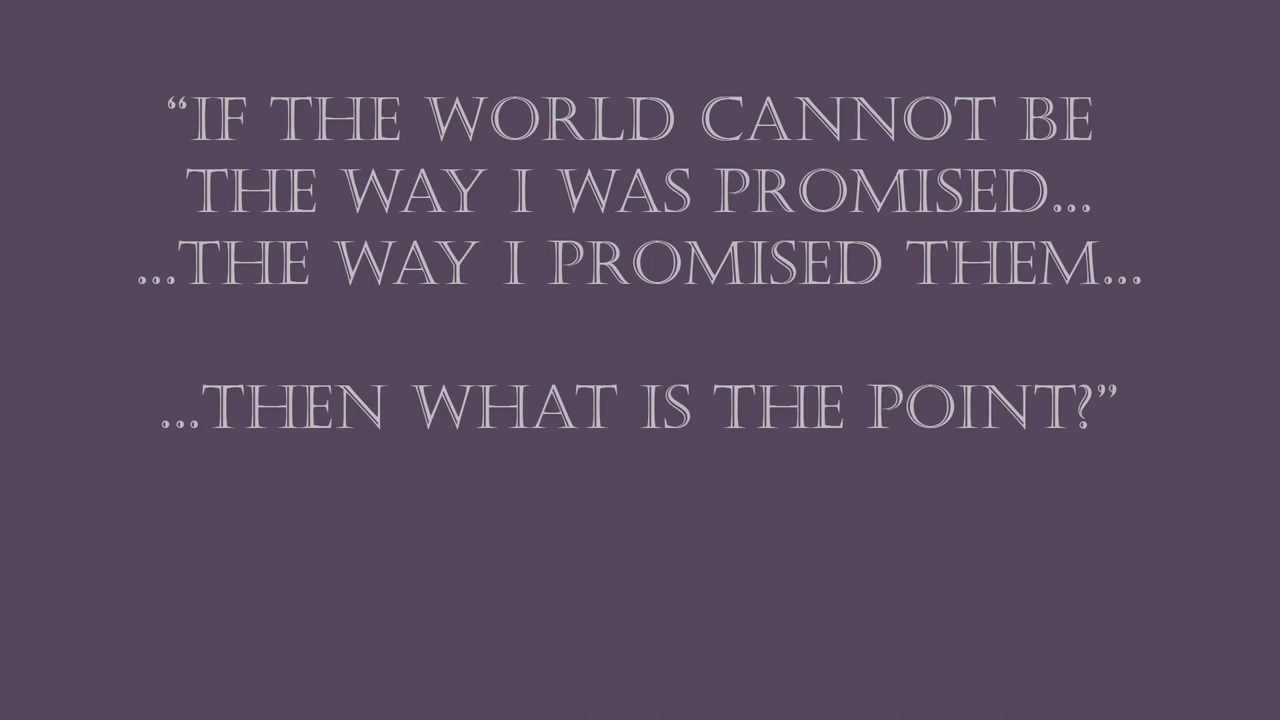 “IF THE WORLD CANNOT BE
THE WAY I WAS PROMISED...
...THE WAY I PROMISED THEM...
...THEN WHAT IS THE POINT?”